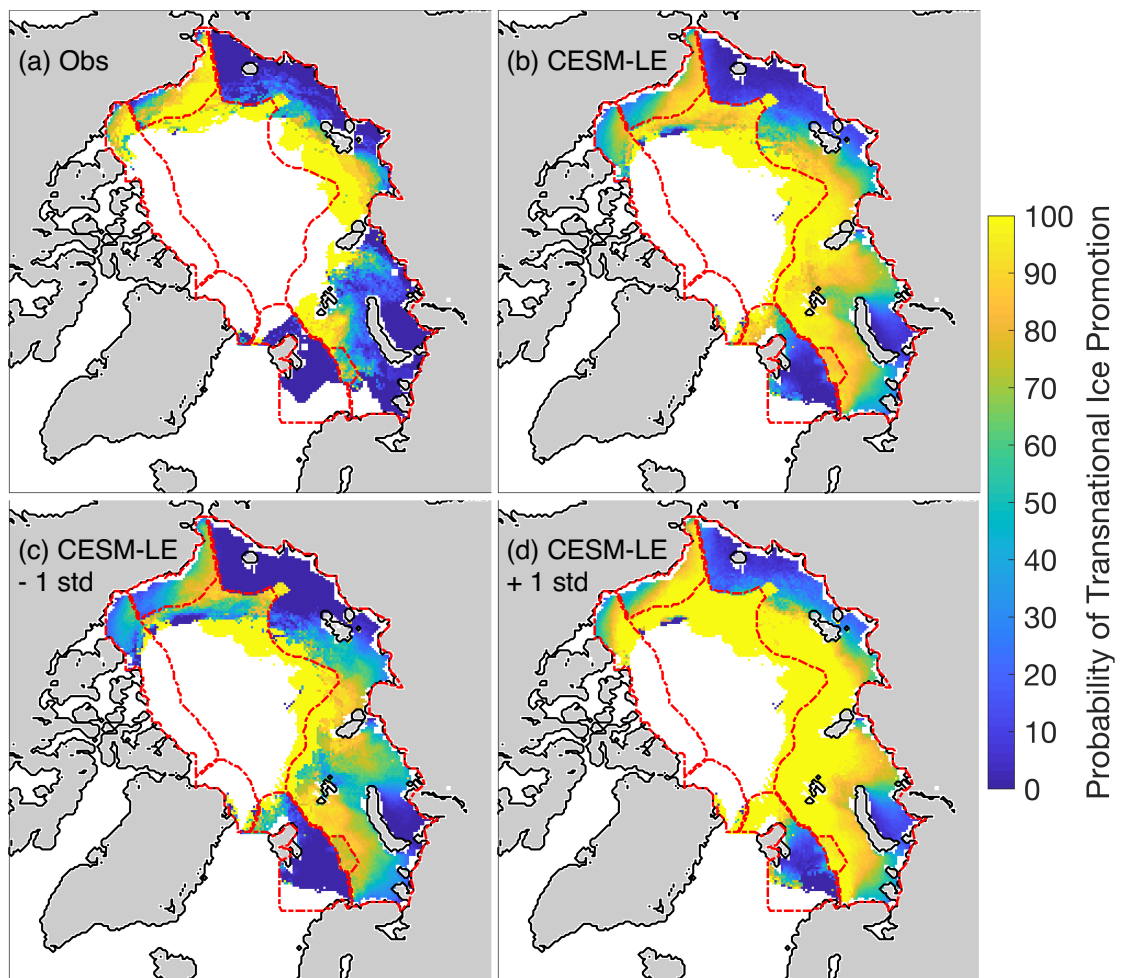 (a) Obs
(b) CESM-LE
(c) CESM-LE
- 1 std
(d) CESM-LE
+ 1 std
100
90
80
70
60
50
40
30
20
10
0
Probability of Transnational Ice Promotion